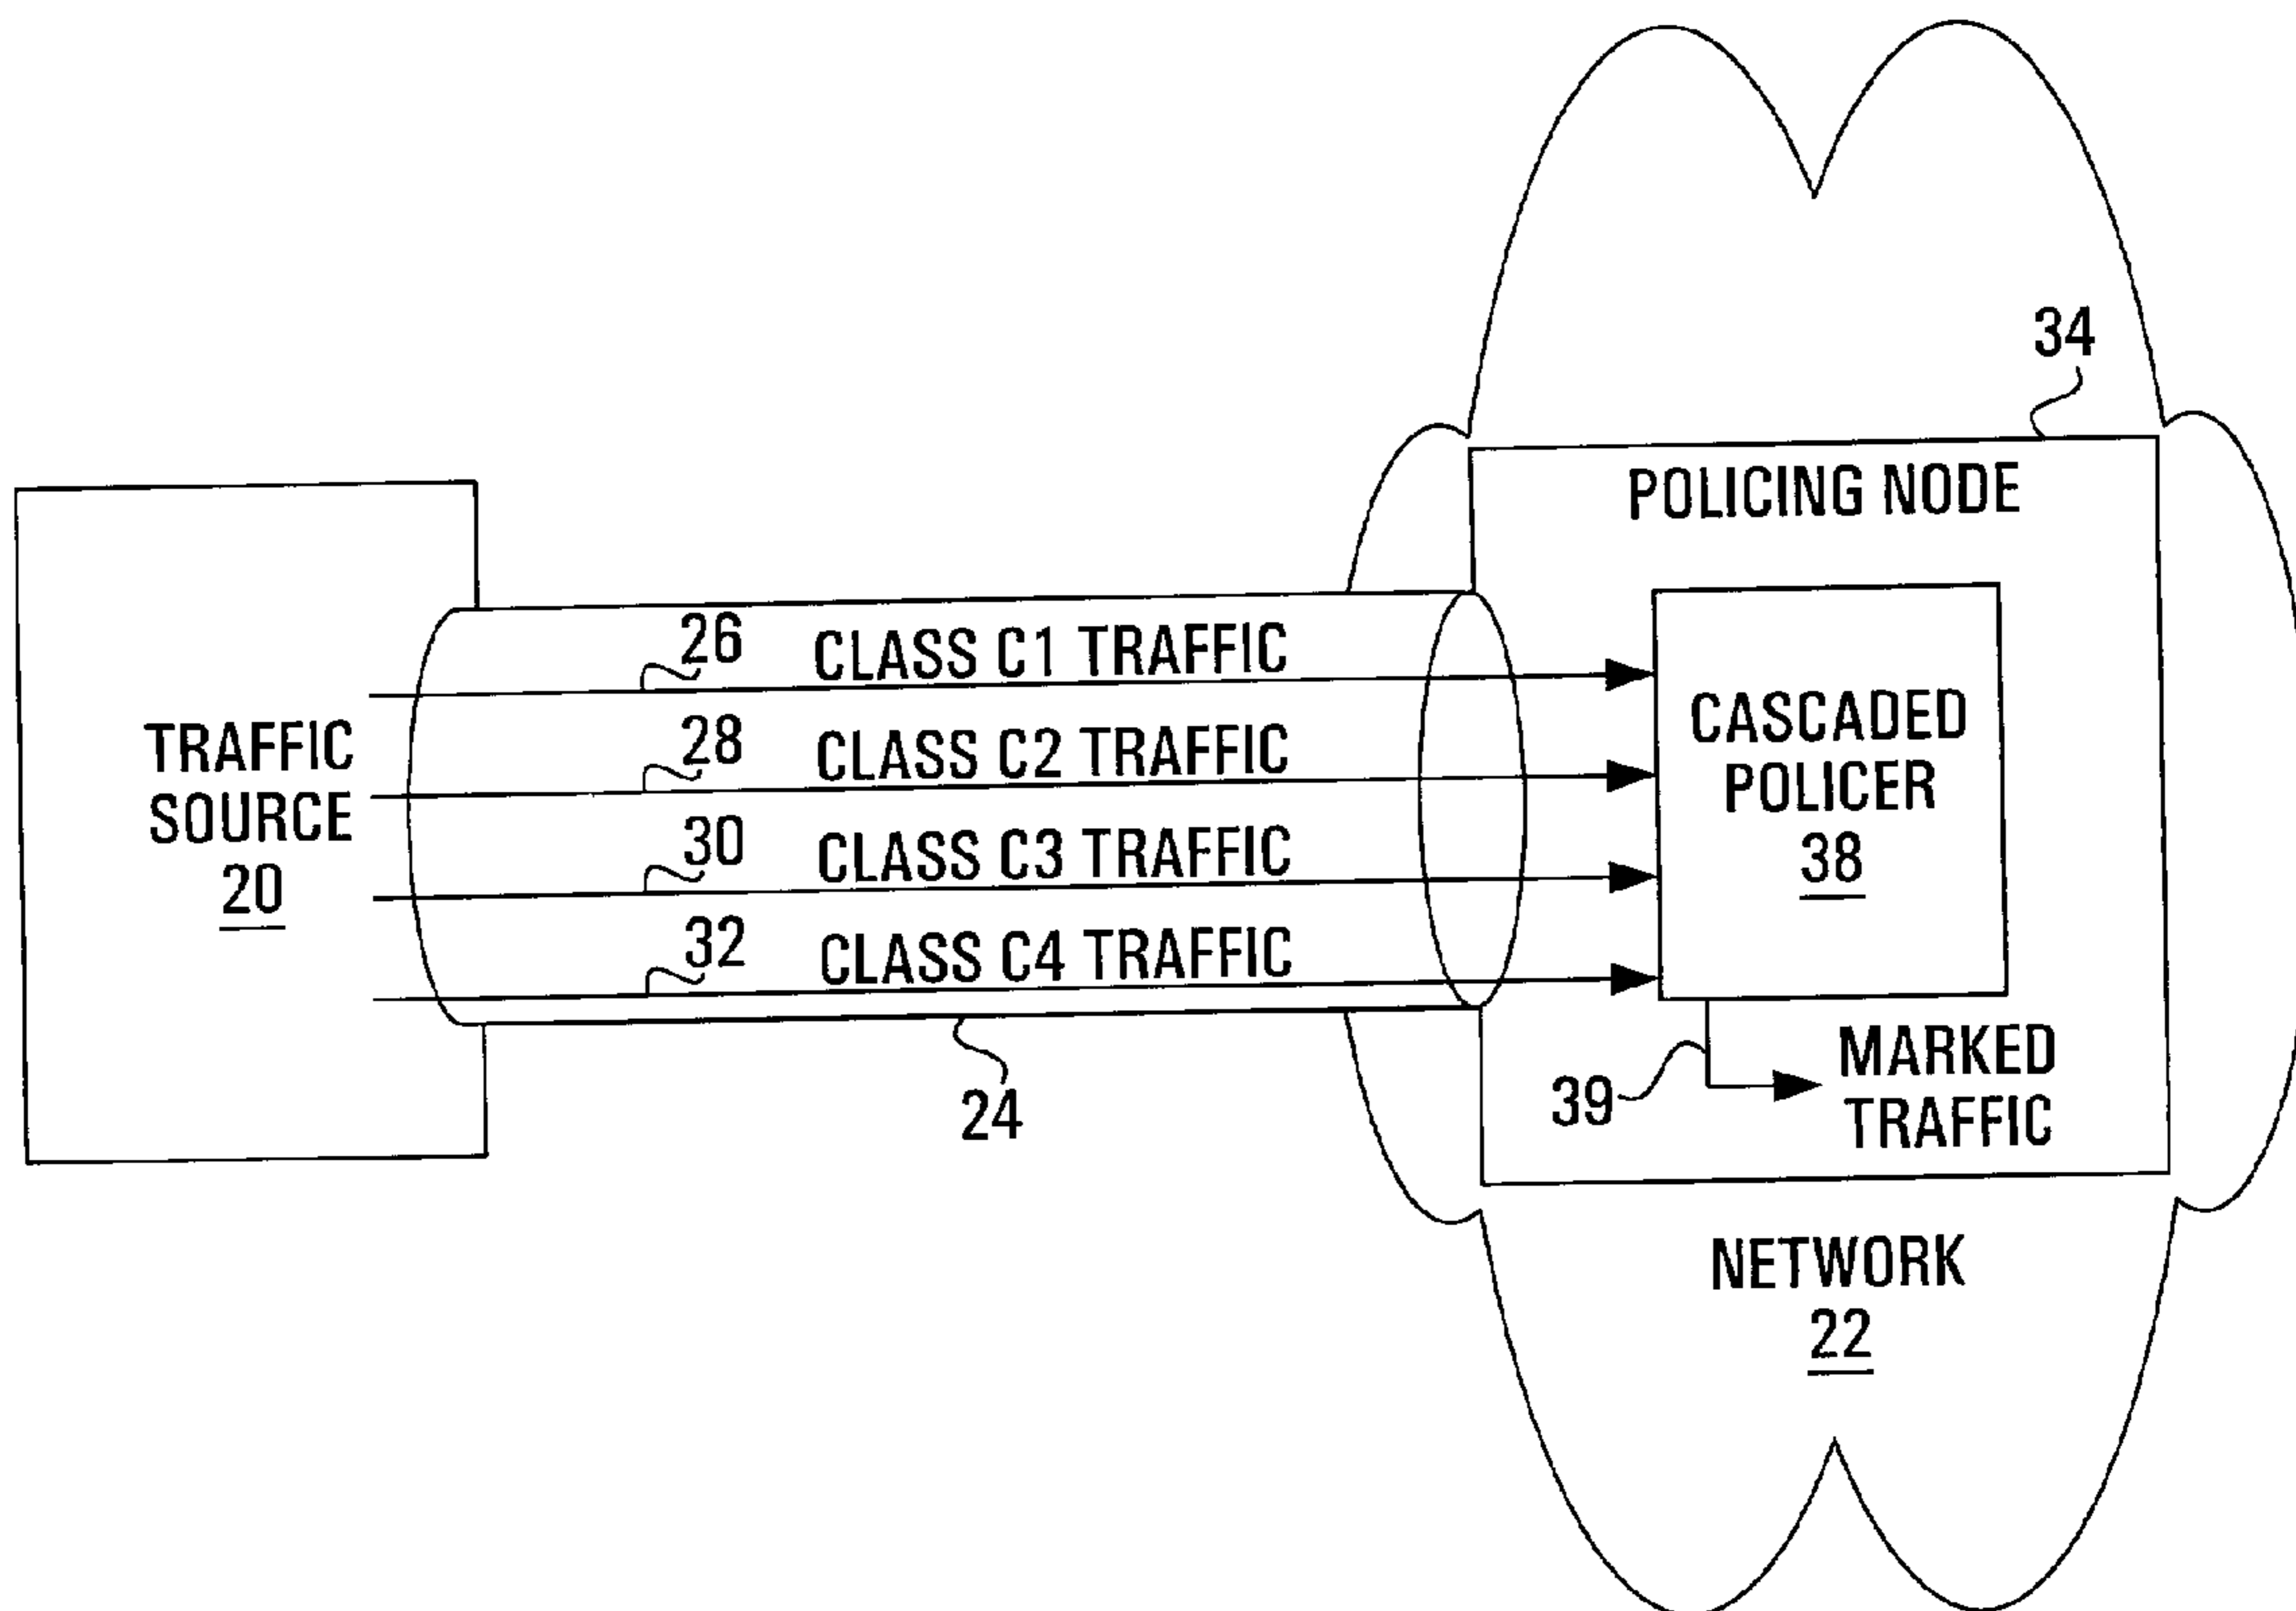 34
POLICING NODE
26
CLASS C1 TRAFFIC
28
CLASS C2 TRAFFIC
30
CLASS C3 TRAFFIC
32
CLASS C4 TRAFFIC
TRAFFIC
SOURCE
20
CASCADED
POLICER
38
24
39
MARKED
TRAFFIC
NETWORK
22